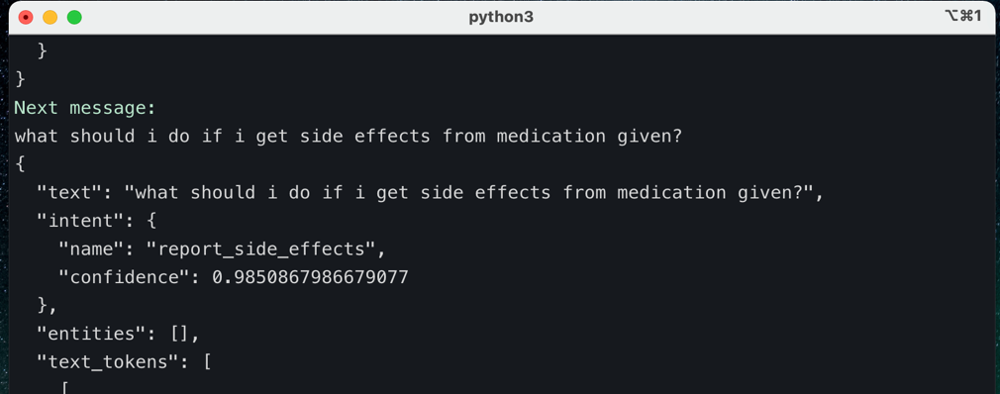 python3
⌥⌘1
  }
}
Next message:
what should i do if i get side effects from medication given?
{
  "text": "what should i do if i get side effects from medication given?",
  "intent": {
    "name": "report_side_effects",
    "confidence": 0.9850867986679077
  },
  "entities": [],
  "text_tokens": [
    [